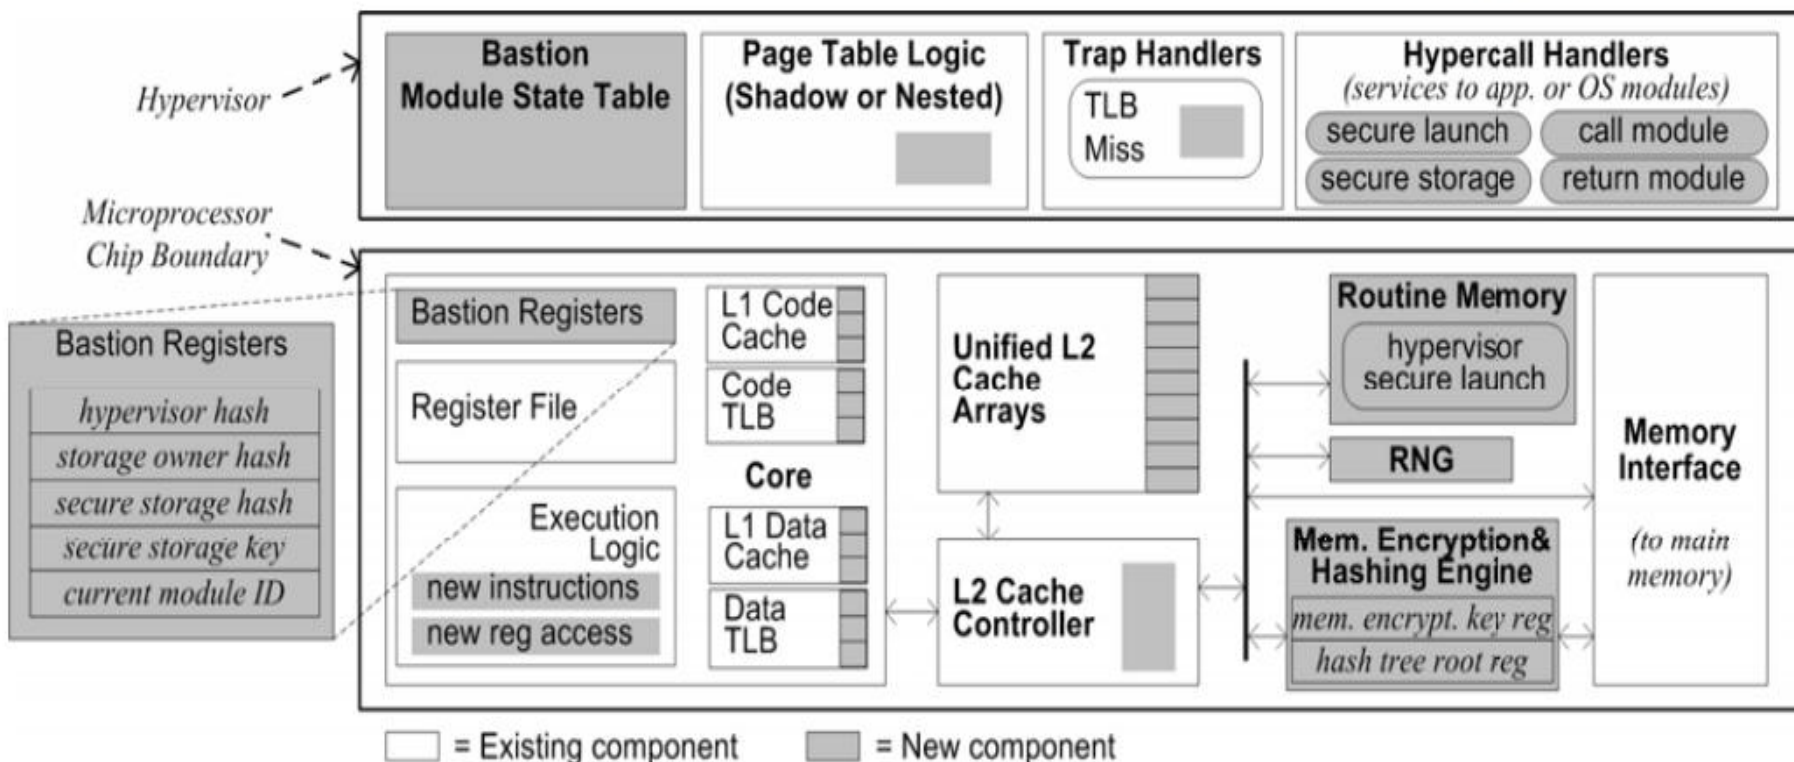 Hypervisor
Bastion
Module State Table
Page Table Logic
(Shadow or Nested)
Trap Handlers
TLB
Miss
Hypercall Handlers
(services to app. or OS modules)
secure launch
call module
secure storage
return module
Microprocessor
Chip Boundary
Bastion Registers
hypervisor hash
storage owner hash
secure storage hash
secure storage key
current module ID
Bastion Registers
Register File
Execution
Logic
new instructions
new reg access
L1 Code
Cache
Code
TLB
Core
L1 Data
Cache
Data
TLB
Unified L2
Cache
Arrays
L2 Cache
Controller
Routine Memory
hypervisor
secure launch
RNG
Mem. Encryption&
Hashing Engine
mem. encrypt. key reg
hash tree root reg
Memory
Interface
(to main
memory)
= Existing component
= New component